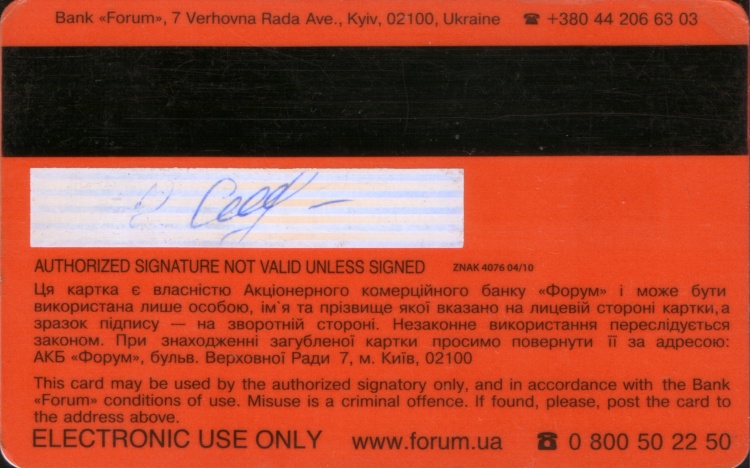 Bank «Forum», 7 Verhovna Rada Ave., Kyiv, 02100, Ukraine ☎ +380 44 206 63 03
AUTHORIZED SIGNATURE NOT VALID UNLESS SIGNED ZNAK 4076 04/10
Ця картка є власністю Акціонерного комерційного банку «Форум» і може бути
використана лише особою, ім`я та прізвище якої вказано на лицевій стороні картки,а
зразок підпису — на зворотній стороні. Незаконне використання переслідується
законом. При знаходженні загубленої картки просимо повернути її за адресою:
АКБ «Форум», бульв. Верховної Ради 7, м. Київ, 02100
This card may be used by the authorized signatory only, and in accordance with the Bank
«Forum» conditions of use. Misuse is a criminal offence. If found, please, post the card to
the address above.
ELECTRONIC USE ONLY www.forum.ua ☎ 0 800 50 22 50